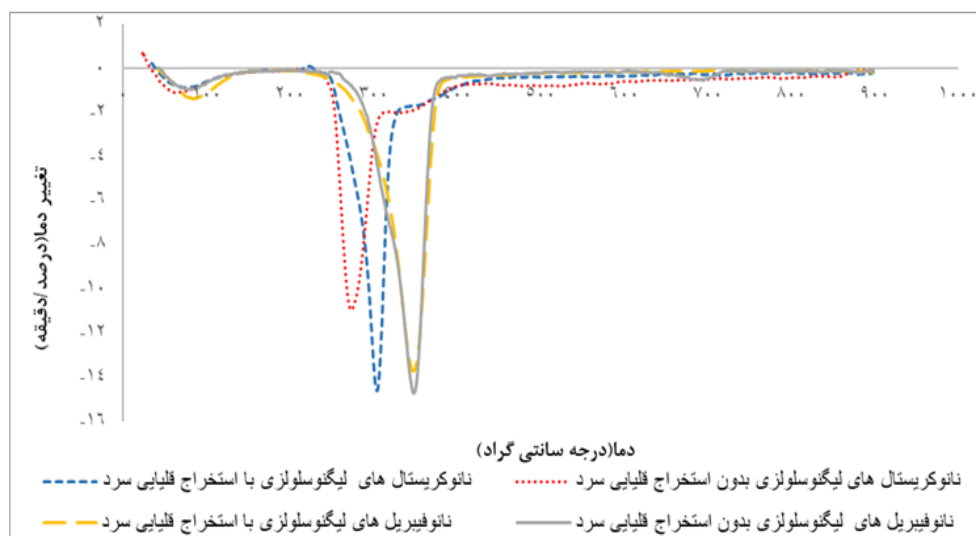 ۲
۰
-۲
-۴
-۶
-۸
-۱۰
-۱۲
-۱۴
-۱۶
۰ ۱۰۰ ۲۰۰ ۳۰۰ ۴۰۰ ۵۰۰ ۶۰۰ ۷۰۰ ۸۰۰ ۹۰۰ ۱۰۰۰
تغییر دما(درصد/دقیقه)
دما(درجه سانتی گراد)
نانوکریستال های لیگنوسلولزی بدون استخراج قلیایی سرد
نانوکریستال های لیگنوسلولزی با استخراج قلیایی سرد
نانوفیبریل های لیگنوسلولزی بدون استخراج قلیایی سرد
نانوفیبریل های لیگنوسلولزی با استخراج قلیایی سرد